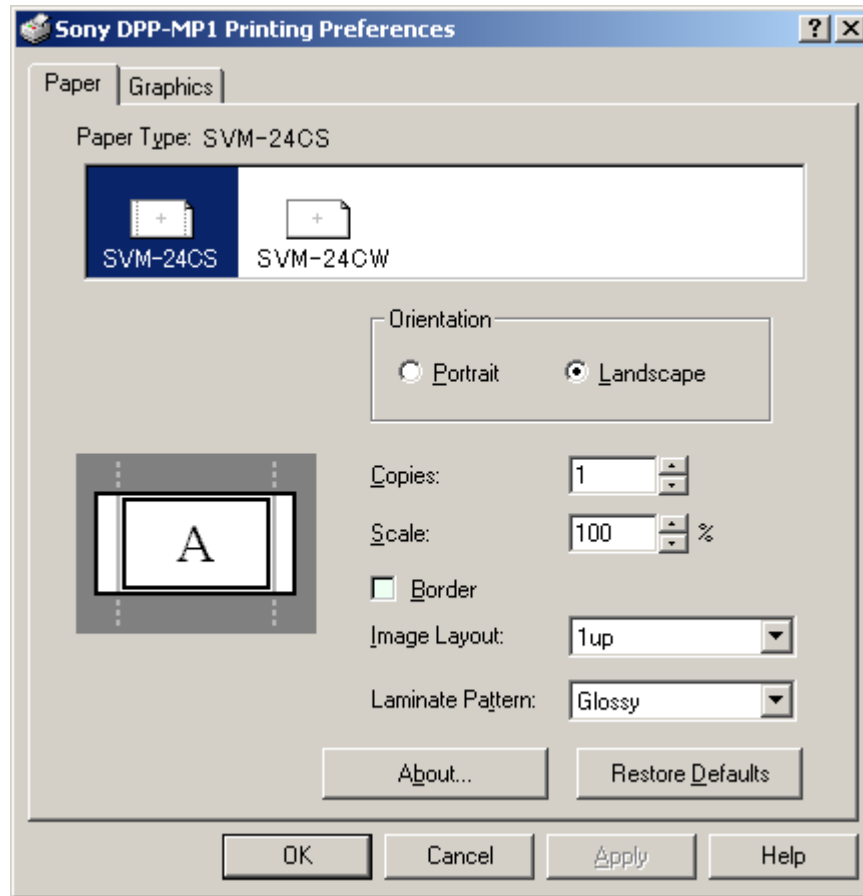 Sony DPP-MP1 Printing Preferences
Paper Graphics
Paper Type: SVM-24CS
SVM-24CS SVM-24CW
Orientation
Portrait Landscape
Copies: 1
A
Scale: 100 %
Border
Image Layout: 1up
Laminate Pattern: Glossy
About... Restore Defaults
OK Cancel Apply Help